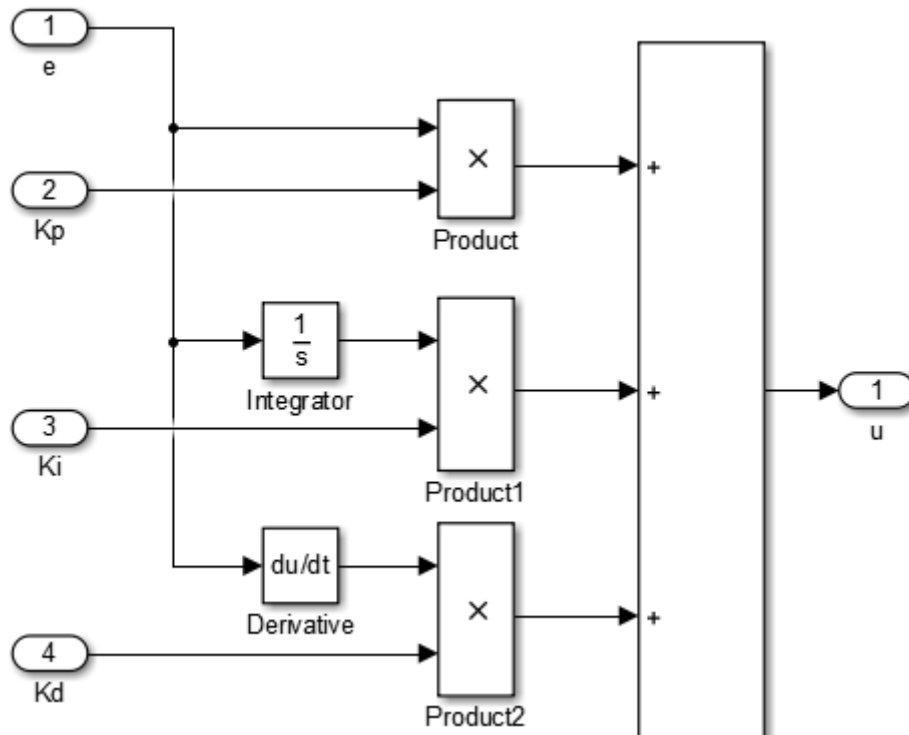 1
e
2
Kp
×
Product
+
1
s
Integrator
×
Product1
+
3
Ki
1
u
du/dt
Derivative
×
Product2
+
4
Kd